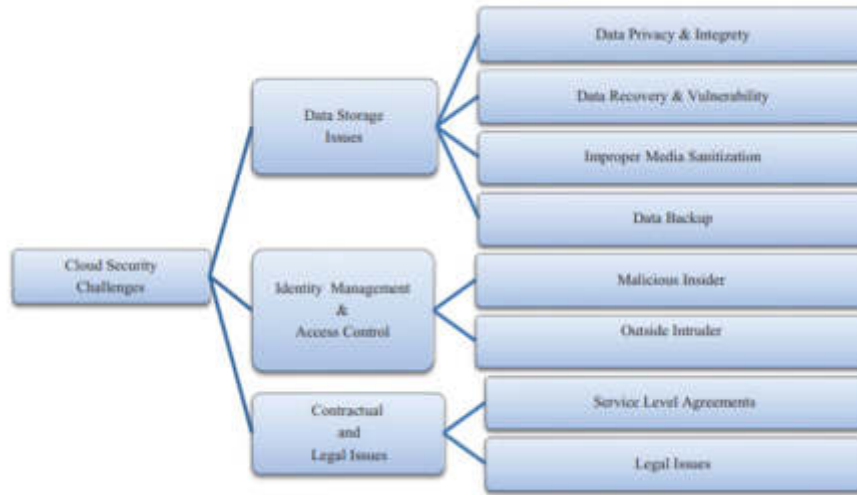 Cloud Security
Challenges
Data Storage
Issues
Data Privacy & Integrety
Data Recovery & Vulnerability
Improper Media Sanitization
Data Backup
Identity Management
&
Access Control
Malicious Insider
Outside Intruder
Contractual
and
Legal Issues
Service Level Agreements
Legal Issues